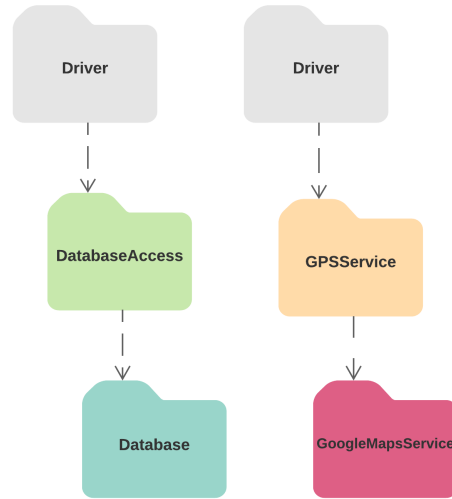 Driver
Driver
DatabaseAccess
GPSService
Database
GoogleMapsService